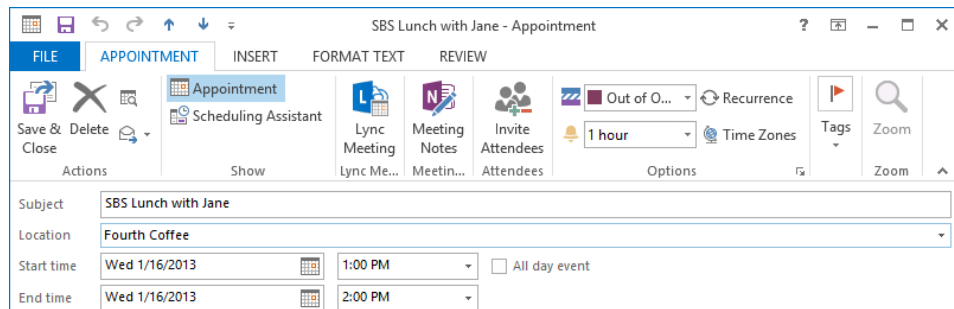 SBS Lunch with Jane - Appointment
FILE APPOINTMENT INSERT FORMAT TEXT REVIEW
Appointment
Scheduling Assistant
Save & Close
Delete
Lync Meeting
Meeting Notes
Invite Attendees
Out of O...
Recurrence
1 hour
Time Zones
Tags
Zoom
Actions Show Lync Me... Meetin... Attendees Options Zoom
Subject SBS Lunch with Jane
Location Fourth Coffee
Start time Wed 1/16/2013 1:00 PM All day event
End time Wed 1/16/2013 2:00 PM